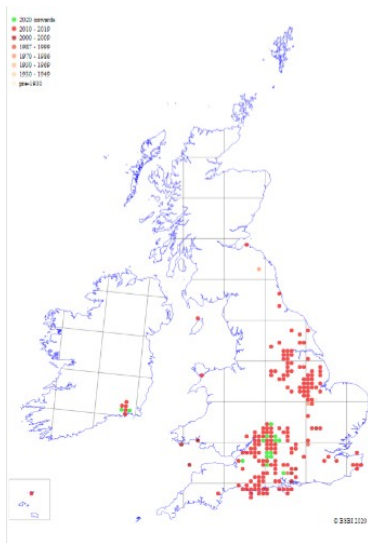 2020 onwards
2010 - 2019
2000 - 2009
1987 - 1999
1970 - 1986
1950 - 1969
1930 - 1949
pre-1930
© BSBI 2020